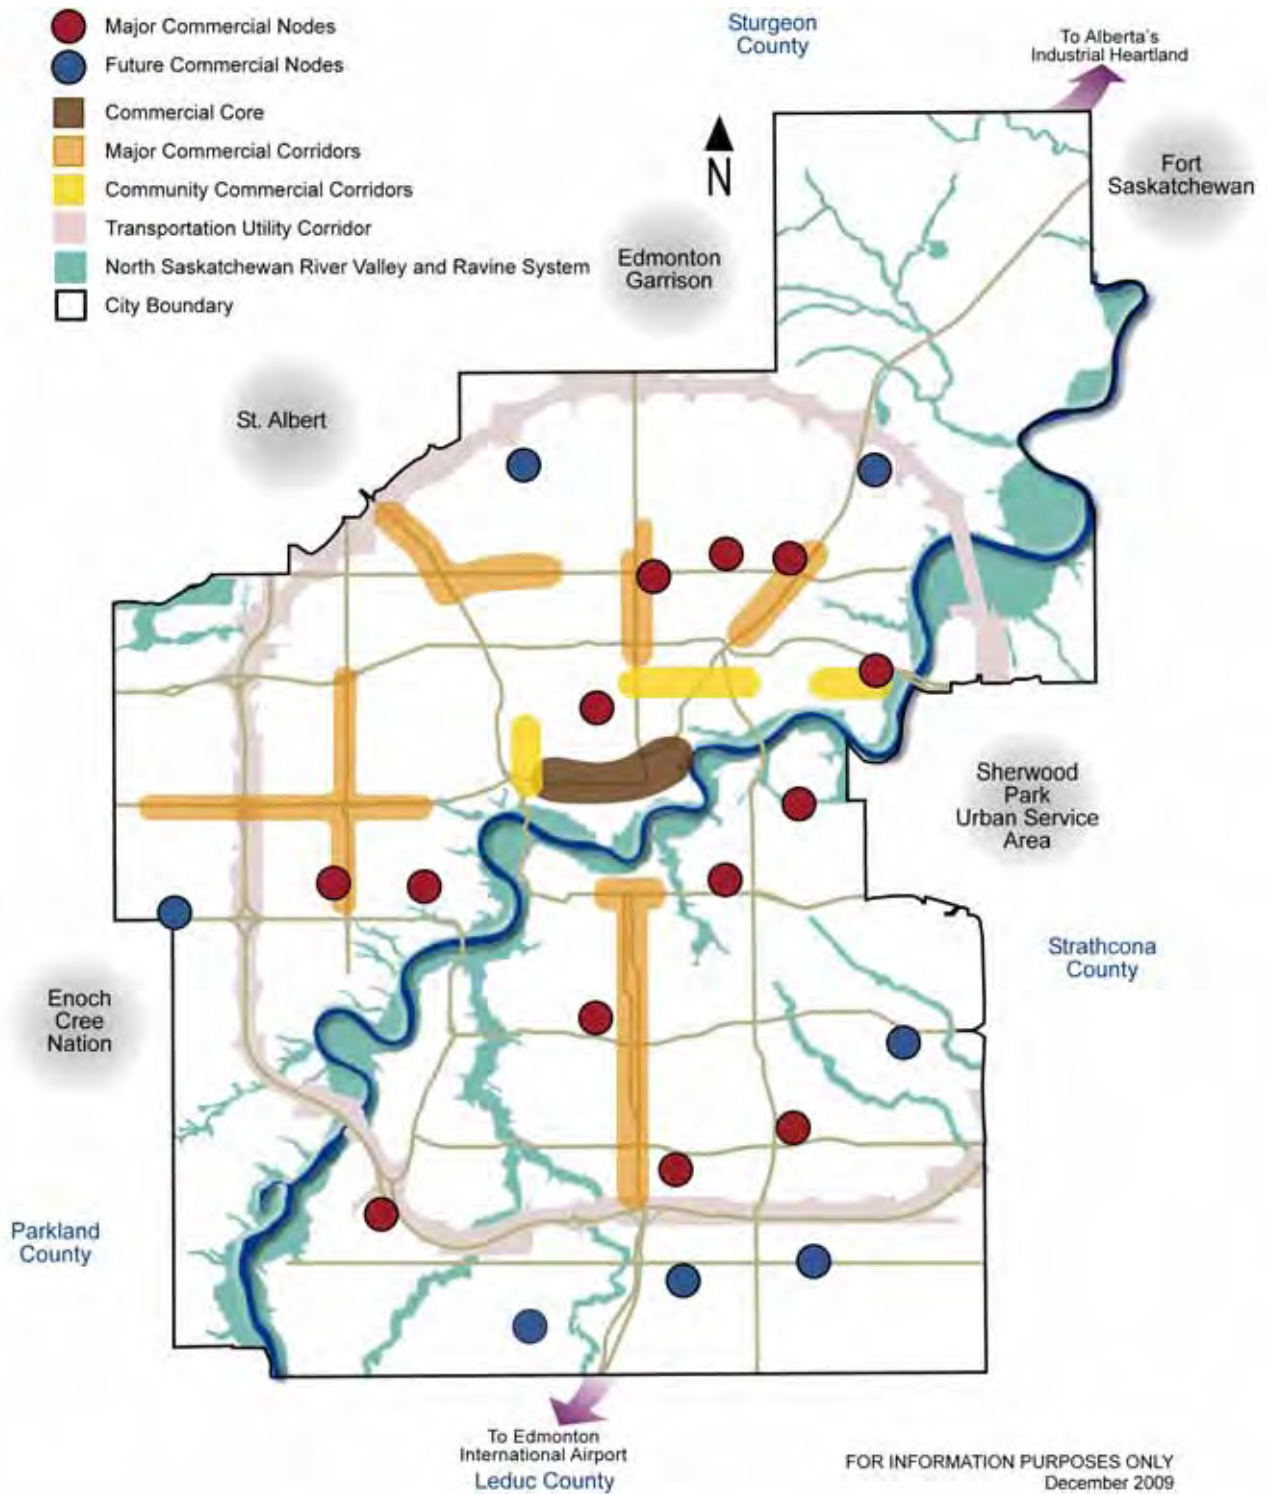 Major Commercial Nodes
Future Commercial Nodes
Commercial Core
Major Commercial Corridors
Community Commercial Corridors
Transportation Utility Corridor
North Saskatchewan River Valley and Ravine System
City Boundary
Sturgeon
County
To Alberta's
Industrial Heartland
N
Fort
Saskatchewan
Edmonton
Garrison
St. Albert
Sherwood
Park
Urban Service
Area
Strathcona
County
Enoch
Cree
Nation
Parkland
County
To Edmonton
International Airport
Leduc County
FOR INFORMATION PURPOSES ONLY
December 2009